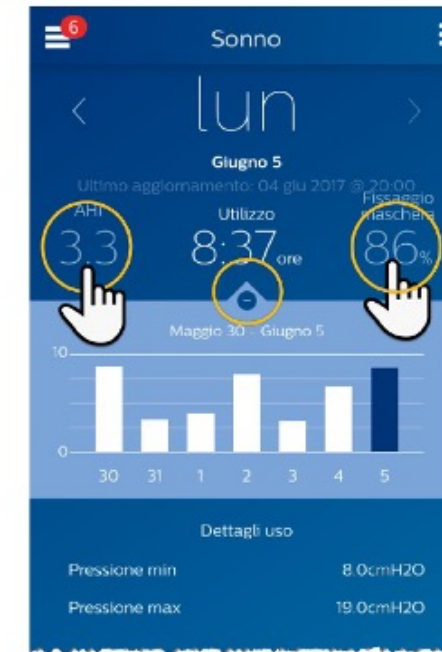 6
Sonno
lun
Giugno 5
Ultimo aggiornamento: 04 giu 2017 @ 20:00
AHI
Utilizzo
Fissaggio
maschera
3.3
8:37 ore
86%
Maggio 30 - Giugno 5
10
0
30 31 1 2 3 4 5
Dettagli uso
Pressione min 8.0cmH2O
Pressione max 19.0cmH2O